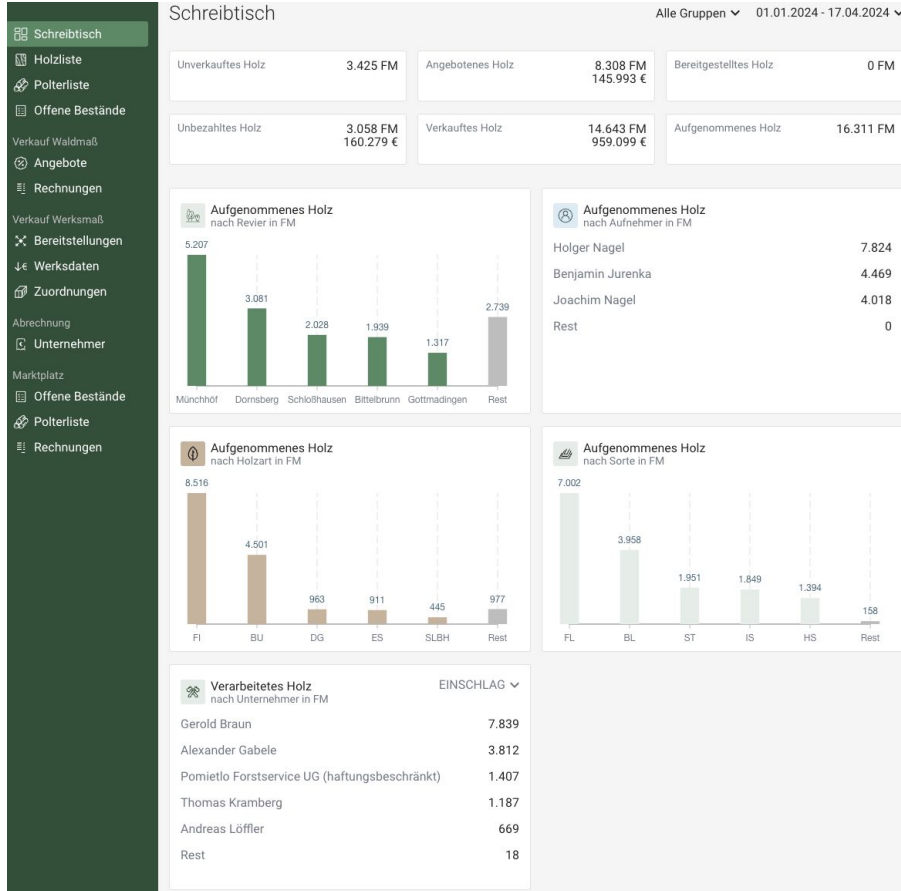 Schreibtisch
Holzliste
Polterliste
Offene Bestände
Verkauf Waldmaß
Angebote
Rechnungen
Verkauf Werksmaß
Bereitstellungen
Werksdaten
Zuordnungen
Abrechnung
Unternehmer
Marktplatz
Offene Bestände
Polterliste
Rechnungen
Schreibtisch
Alle Gruppen
01.01.2024 - 17.04.2024
Unverkauftes Holz 3.425 FM
Angebotenes Holz 8.308 FM
145.993 €
Bereitgestelltes Holz 0 FM
Unbezahltes Holz 3.058 FM
160.279 €
Verkauftes Holz 14.643 FM
959.099 €
Aufgenommenes Holz 16.311 FM
Aufgenommenes Holz
nach Revier in FM
5.207
3.081
2.028
1.939
1.317
2.739
Münchhöf Dornsberg Schloßhausen Bittelbrunn Gottmadingen Rest
Aufgenommenes Holz
nach Aufnehmer in FM
Holger Nagel 7.824
Benjamin Jurenka 4.469
Joachim Nagel 4.018
Rest 0
Aufgenommenes Holz
nach Holzart in FM
8.516
4.501
963
911
445
977
FI BU DG ES SLBH Rest
Aufgenommenes Holz
nach Sorte in FM
7.002
3.958
1.951
1.849
1.394
158
FL BL ST IS HS Rest
Verarbeitetes Holz
nach Unternehmer in FM
EINSCHLAG
Gerold Braun 7.839
Alexander Gabele 3.812
Pomietlo Forstservice UG (haftungsbeschränkt) 1.407
Thomas Kramberg 1.187
Andreas Löffler 669
Rest 18